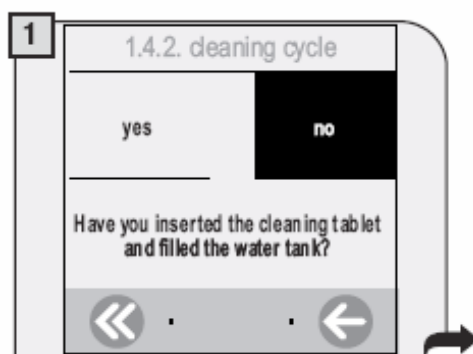 1
1.4.2. cleaning cycle
yes no
Have you inserted the cleaning tablet
and filled the water tank?